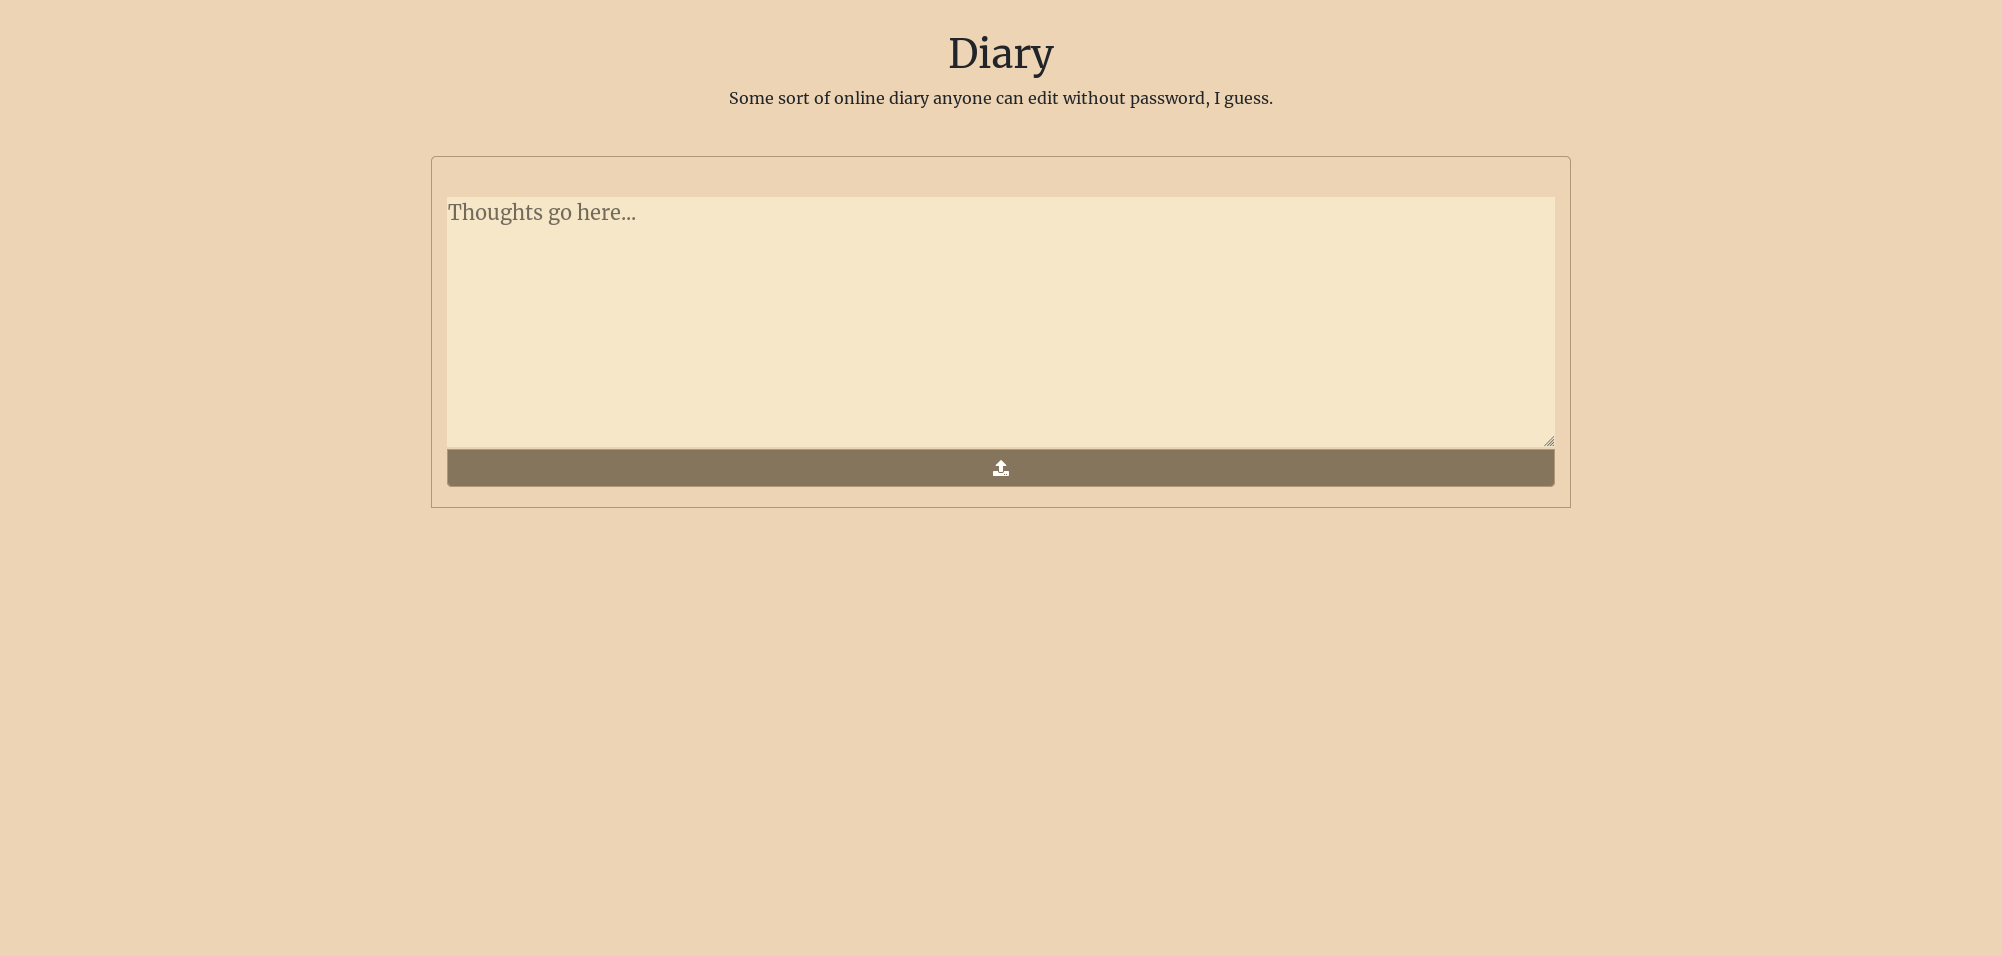 Diary
Some sort of online diary anyone can edit without password, I guess.
Thoughts go here...